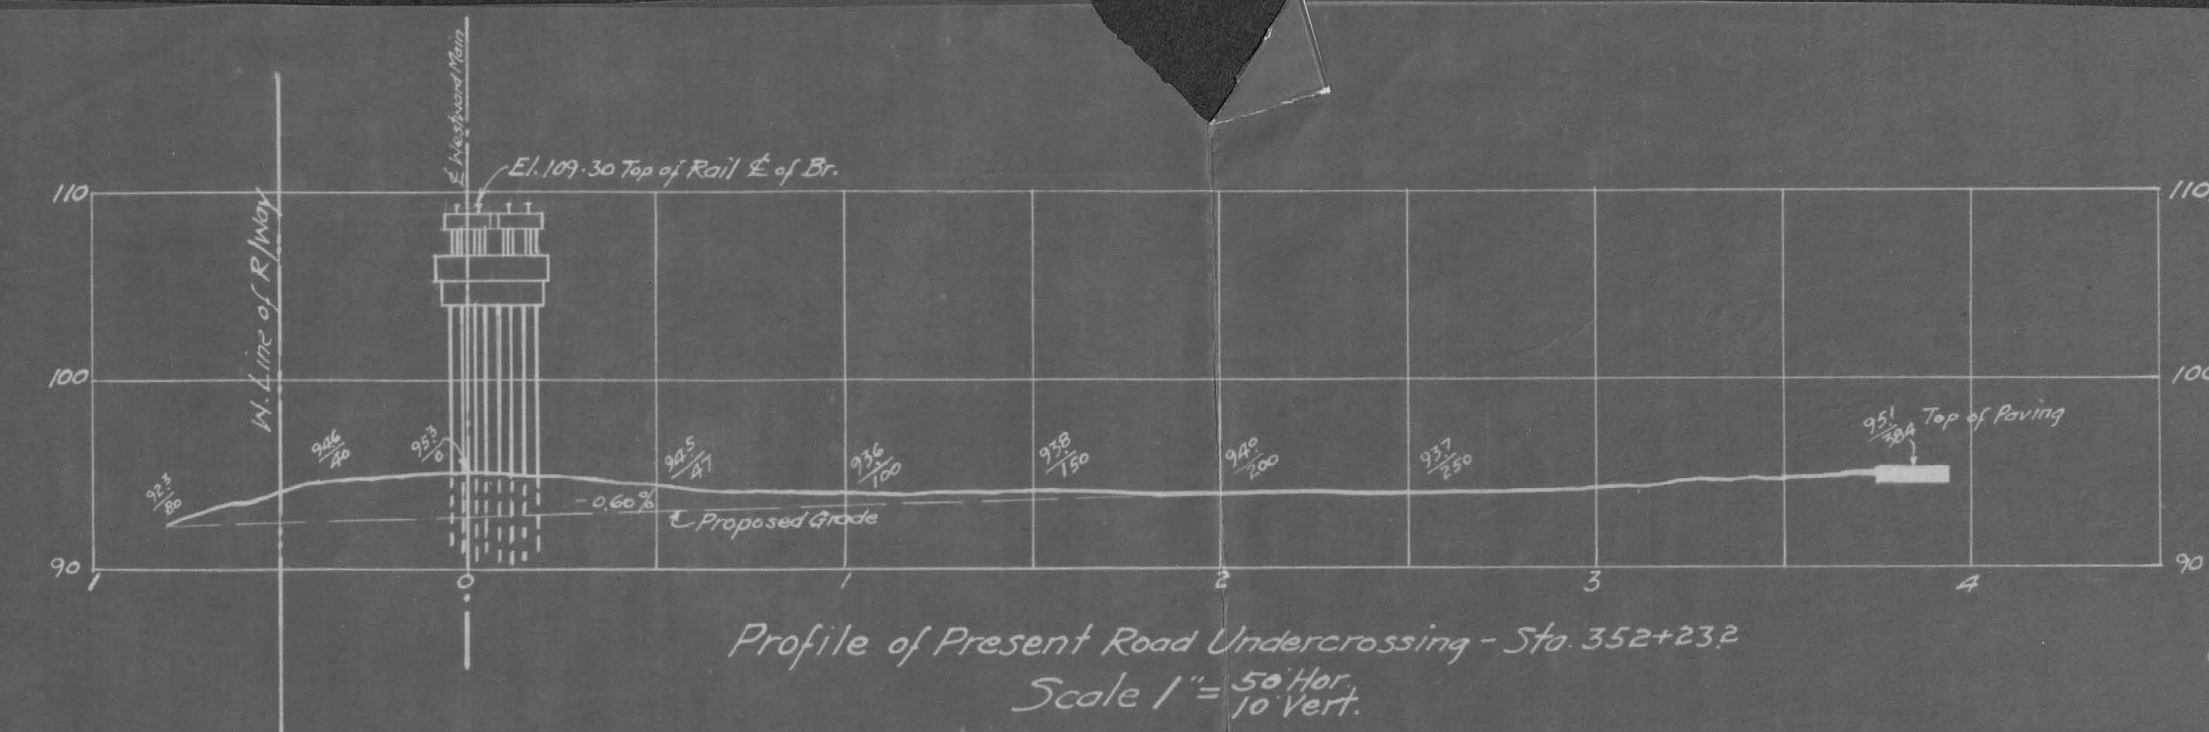 ℄ Westward Main
El. 109.30 Top of Rail ℄ of Br.
W. Line of R/Way
110
110
100
100
90
90
92.3/80
94.6/40
95.3/0
94.5/47
93.6/100
93.8/150
94.0/200
93.7/250
95.1/384 Top of Paving
-0.60%
℄ Proposed Grade
1 0 1 2 3 4
Profile of Present Road Undercrossing - Sta. 352+23.2
Scale 1" = 50' Hor.
10' Vert.